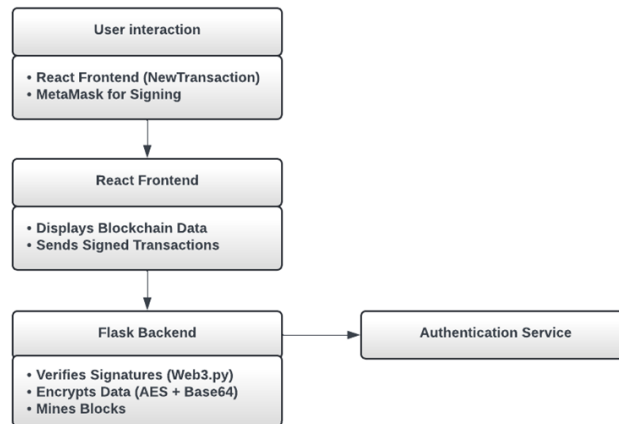 User interaction
• React Frontend (NewTransaction)
• MetaMask for Signing
React Frontend
• Displays Blockchain Data
• Sends Signed Transactions
Flask Backend
Authentication Service
• Verifies Signatures (Web3.py)
• Encrypts Data (AES + Base64)
• Mines Blocks